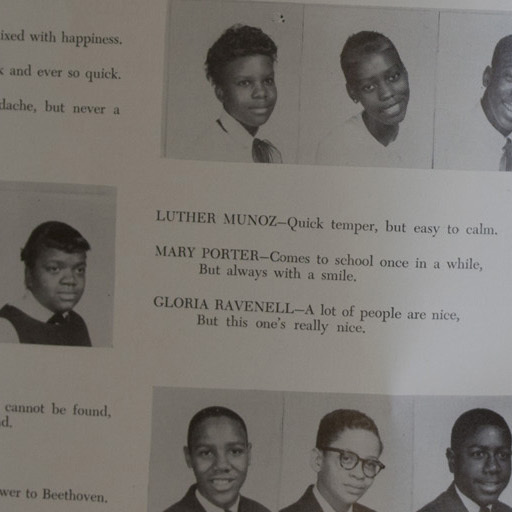 ixed with happiness.
and ever so quick.
dache, but never a
LUTHER MUNOZ—Quick temper, but easy to calm.
MARY PORTER—Comes to school once in a while,
But always with a smile.
GLORIA RAVENELL—A lot of people are nice,
But this one's really nice.
cannot be found,
d.
wer to Beethoven.